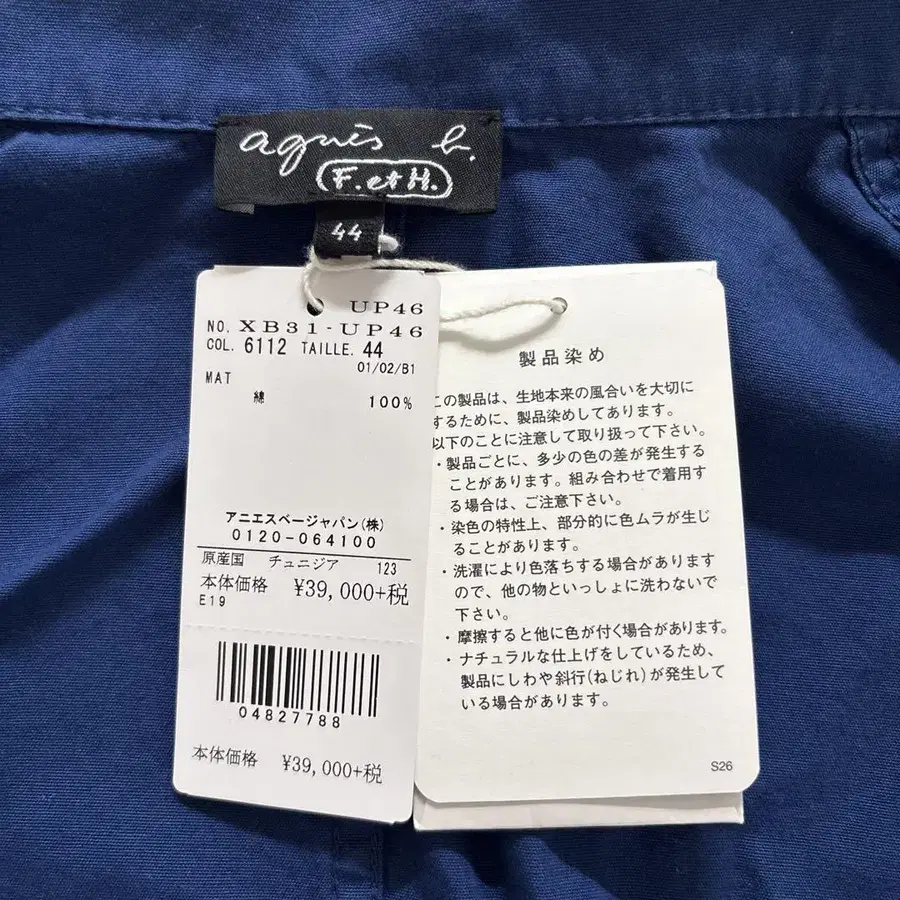 agnès b.
F. et H.
44
UP46
NO. XB31-UP46
COL. 6112 TAILLE. 44
01/02/B1
MAT
綿 100%
アニエスベージャパン(株)
0120-064100
原産国 チュニジア 123
本体価格 ¥39,000+税
E19
04827788
本体価格 ¥39,000+税
製品染め
この製品は、生地本来の風合いを大切に
するために、製品染めしてあります。
以下のことに注意して取り扱って下さい。
・製品ごとに、多少の色の差が発生する
ことがあります。組み合わせで着用す
る場合は、ご注意下さい。
・染色の特性上、部分的に色ムラが生じ
ることがあります。
・洗濯により色落ちする場合があります
ので、他の物といっしょに洗わないで
下さい。
・摩擦すると他に色が付く場合があります。
・ナチュラルな仕上げをしているため、
製品にしわや斜行(ねじれ)が発生して
いる場合があります。
S26